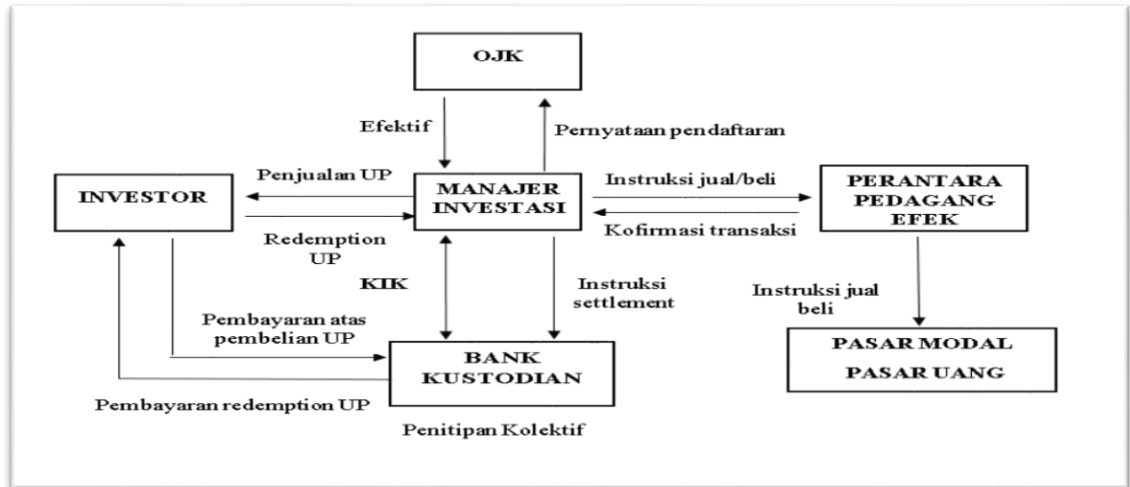 OJK
Efektif
Pernyataan pendaftaran
Penjualan UP
INVESTOR
MANAJER
INVESTASI
Instruksi jual/beli
PERANTARA
PEDAGANG
EFEK
Redemption
UP
Kofirmasi transaksi
KIK
Instruksi
settlement
Instruksi jual
beli
Pembayaran atas
pembelian UP
BANK
KUSTODIAN
PASAR MODAL
PASAR UANG
Pembayaran redemption UP
Penitipan Kolektif